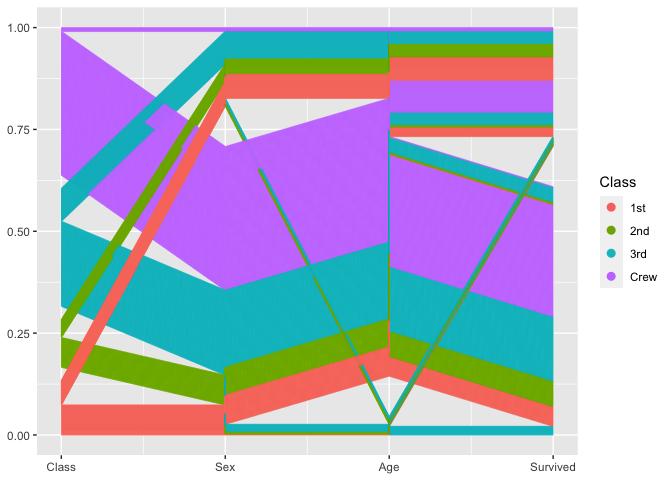 1.00
0.75
0.50
0.25
0.00
Class
Sex
Age
Survived
Class
1st
2nd
3rd
Crew